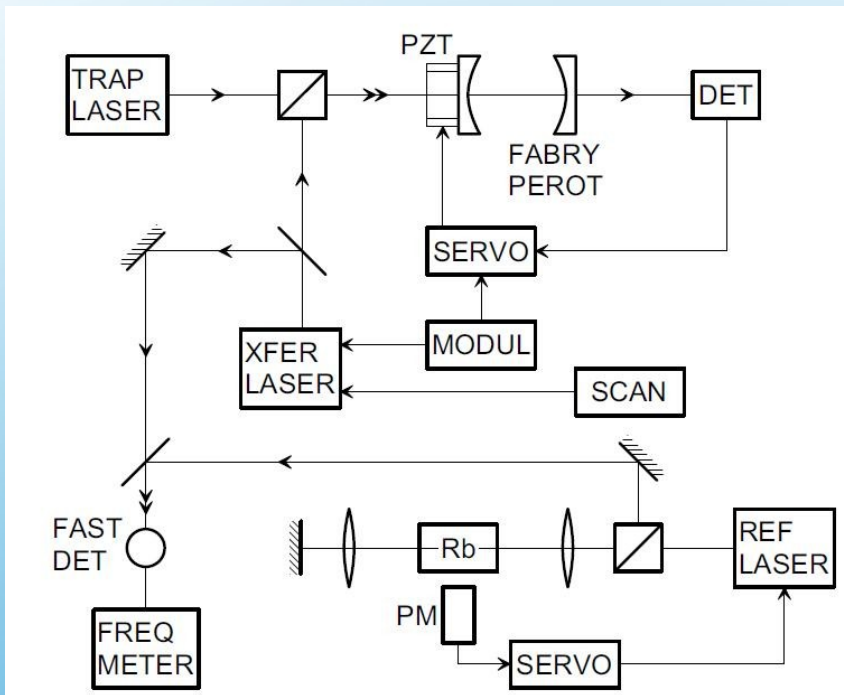 PZT
TRAP
LASER
DET
FABRY
PEROT
SERVO
XFER
LASER
MODUL
SCAN
FAST
DET
Rb
REF
LASER
PM
FREQ
METER
SERVO